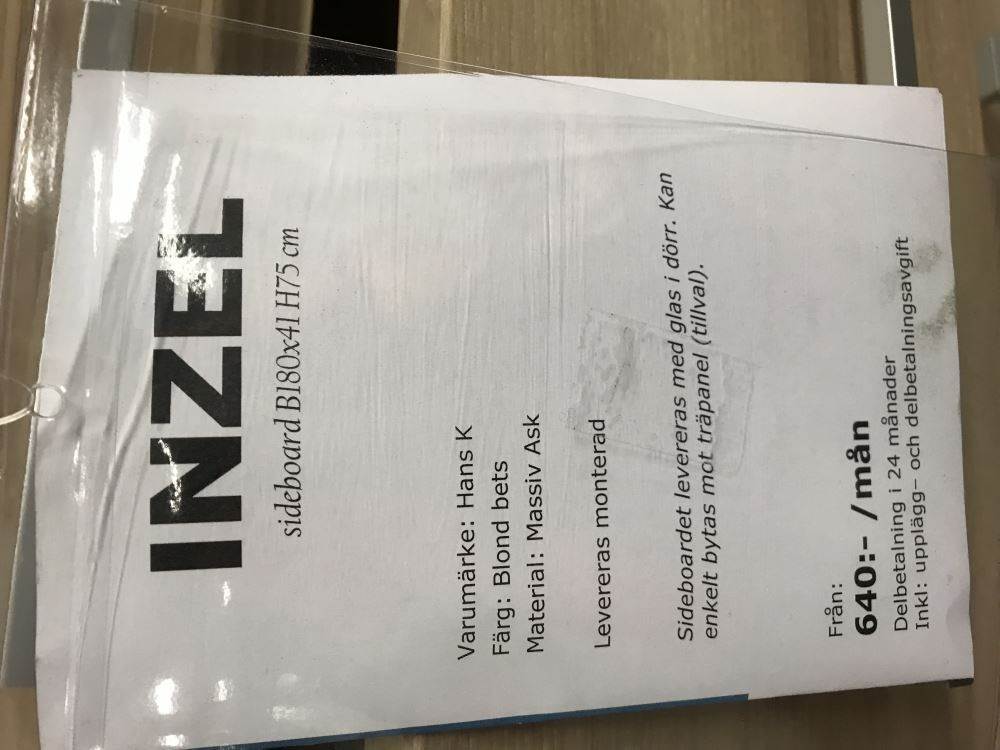 INZEL
sideboard B180x41 H75 cm
Varumärke: Hans K
Färg: Blond bets
Material: Massiv Ask
Levereras monterad
Sideboardet levereras med glas i dörr. Kan
enkelt bytas mot träpanel (tillval).
Från:
640:- /mån
Delbetalning i 24 månader
Inkl: upplägg- och delbetalningsavgift